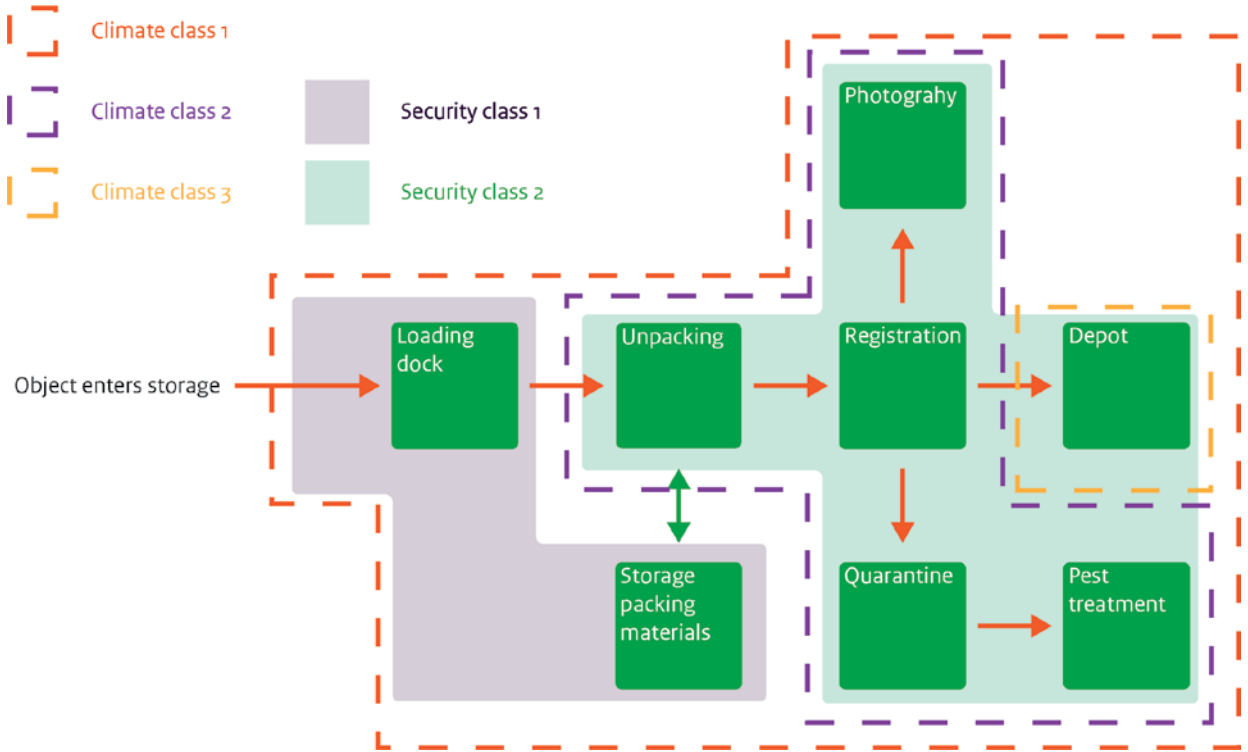 Climate class 1
Climate class 2
Climate class 3
Security class 1
Security class 2
Photograhy
Object enters storage
Loading
dock
Unpacking
Registration
Depot
Storage
packing
materials
Quarantine
Pest
treatment